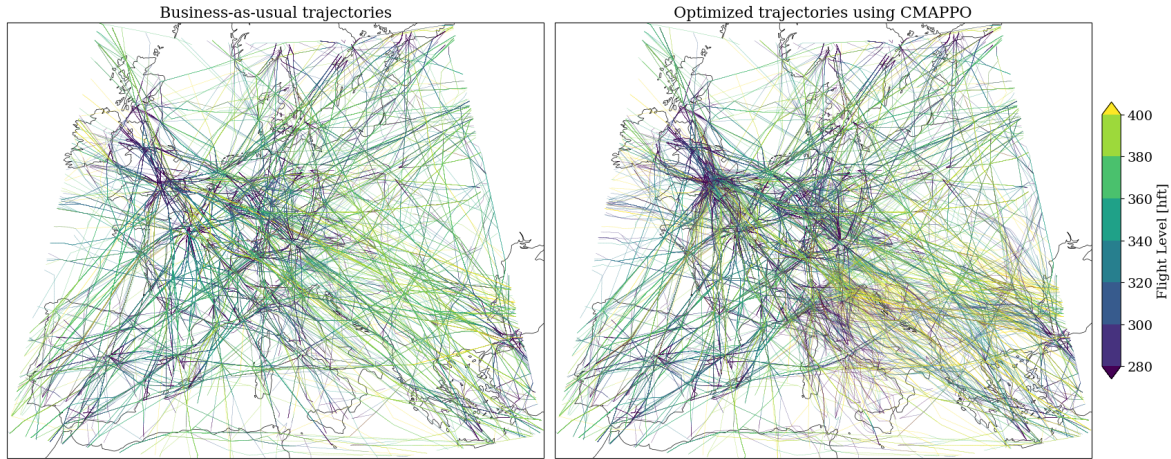 Business-as-usual trajectories
Optimized trajectories using CMAPPO
400
380
360
340
320
300
280
Flight Level [hft]